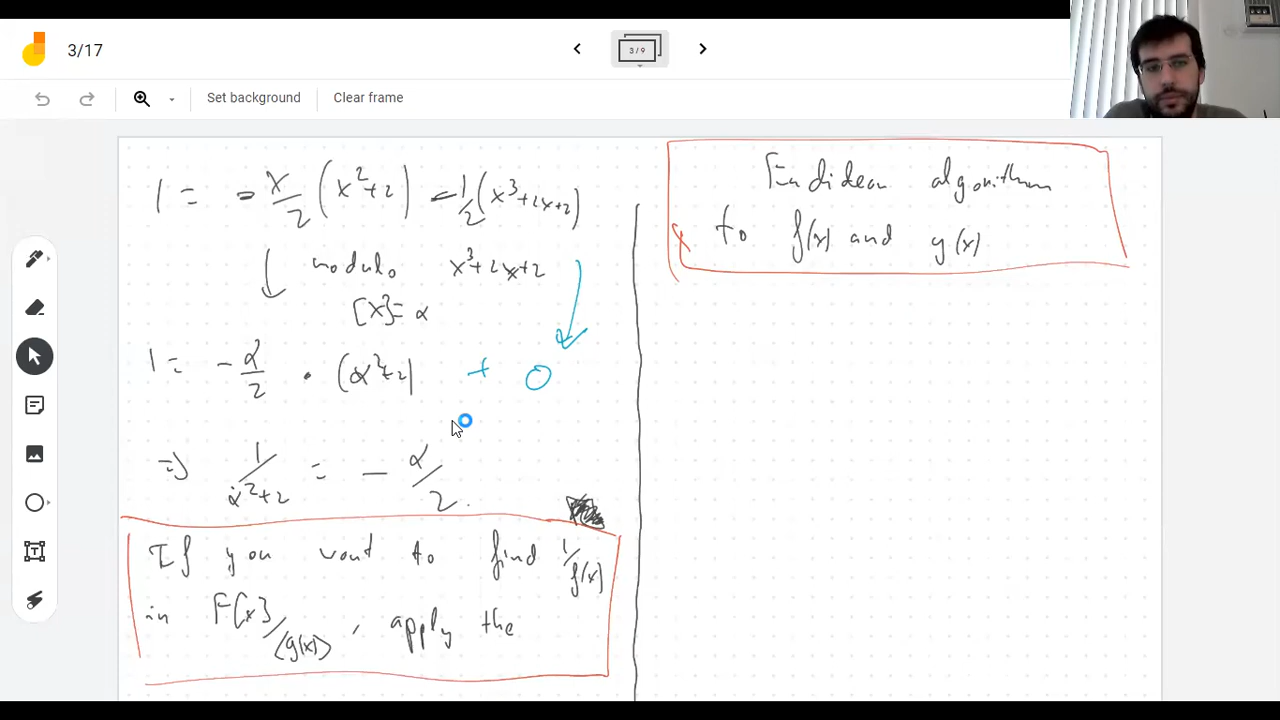 3/17
3/9
Set background
Clear frame
1 = -x/2 (x²+2) - 1/2 (x³+2x+2)
modulo x³+2x+2
[x] = α
1 = - α/2 · (α²+2) + 0
=> 1/α²+2 = - α/2.
If you want to find 1/f(x)
in F[x]/<g(x)>, apply the
Euclidean algorithm
to f(x) and g(x)